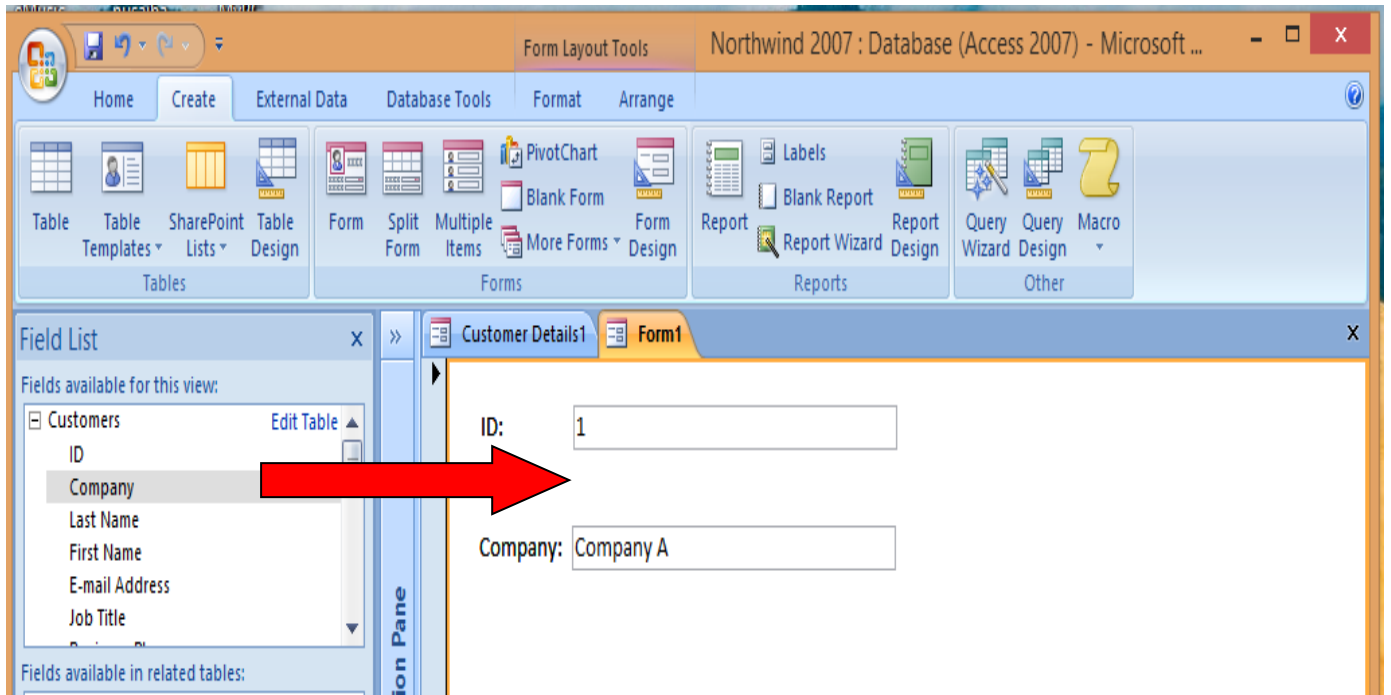 Form Layout Tools
Northwind 2007 : Database (Access 2007) - Microsoft ...
Home Create External Data Database Tools Format Arrange
Table
Table Templates
SharePoint Lists
Table Design
Tables
Form
Split Form
Multiple Items
PivotChart
Blank Form
More Forms
Form Design
Forms
Report
Labels
Blank Report
Report Wizard
Report Design
Reports
Query Wizard
Query Design
Macro
Other
Field List x
Customer Details1 Form1 x
Fields available for this view:
Customers Edit Table
ID
Company
Last Name
First Name
E-mail Address
Job Title
Fields available in related tables:
Pane
ID: 1
Company: Company A